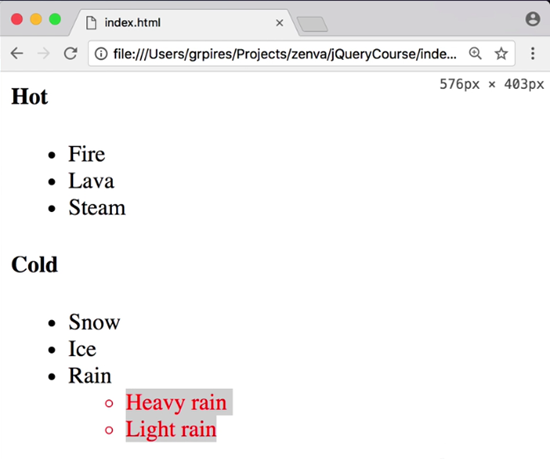 index.html
file:///Users/grpires/Projects/zenva/jQueryCourse/inde...
576px × 403px
Hot
Fire
Lava
Steam
Cold
Snow
Ice
Rain
Heavy rain
Light rain